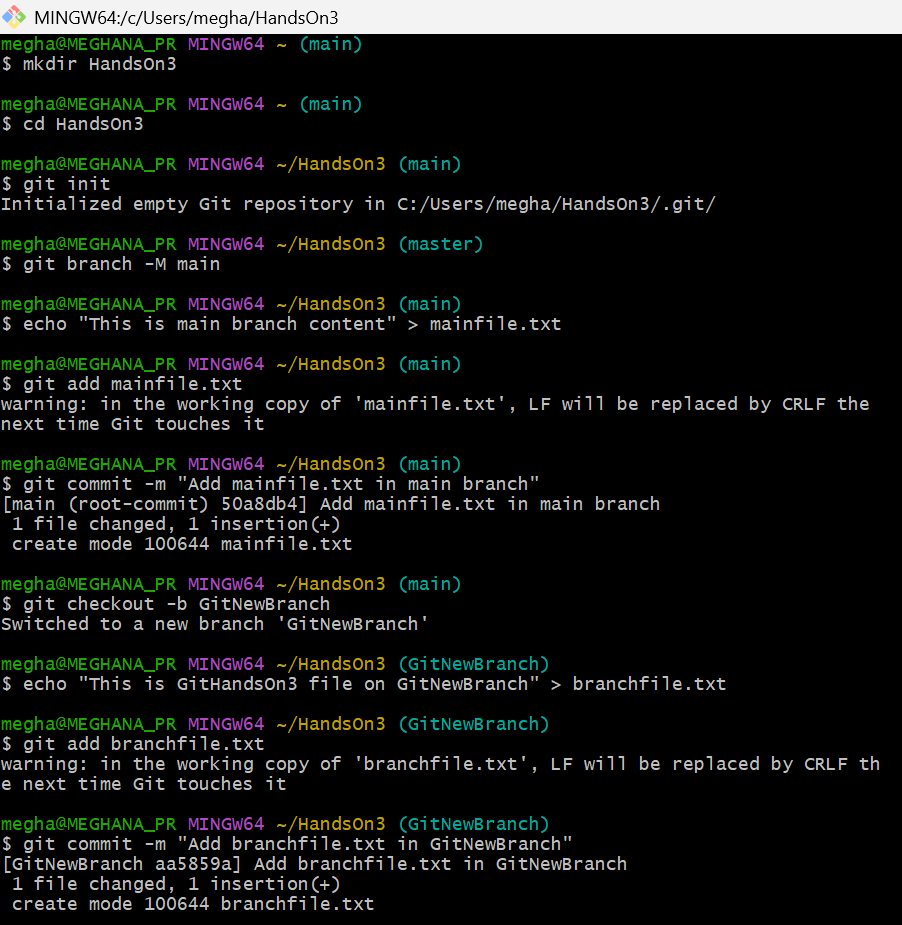 MINGW64:/c/Users/megha/HandsOn3
megha@MEGHANA_PR MINGW64 ~ (main)
$ mkdir HandsOn3
megha@MEGHANA_PR MINGW64 ~ (main)
$ cd HandsOn3
megha@MEGHANA_PR MINGW64 ~/HandsOn3 (main)
$ git init
Initialized empty Git repository in C:/Users/megha/HandsOn3/.git/
megha@MEGHANA_PR MINGW64 ~/HandsOn3 (master)
$ git branch -M main
megha@MEGHANA_PR MINGW64 ~/HandsOn3 (main)
$ echo "This is main branch content" > mainfile.txt
megha@MEGHANA_PR MINGW64 ~/HandsOn3 (main)
$ git add mainfile.txt
warning: in the working copy of 'mainfile.txt', LF will be replaced by CRLF the
next time Git touches it
megha@MEGHANA_PR MINGW64 ~/HandsOn3 (main)
$ git commit -m "Add mainfile.txt in main branch"
[main (root-commit) 50a8db4] Add mainfile.txt in main branch
 1 file changed, 1 insertion(+)
 create mode 100644 mainfile.txt
megha@MEGHANA_PR MINGW64 ~/HandsOn3 (main)
$ git checkout -b GitNewBranch
Switched to a new branch 'GitNewBranch'
megha@MEGHANA_PR MINGW64 ~/HandsOn3 (GitNewBranch)
$ echo "This is GitHandsOn3 file on GitNewBranch" > branchfile.txt
megha@MEGHANA_PR MINGW64 ~/HandsOn3 (GitNewBranch)
$ git add branchfile.txt
warning: in the working copy of 'branchfile.txt', LF will be replaced by CRLF th
e next time Git touches it
megha@MEGHANA_PR MINGW64 ~/HandsOn3 (GitNewBranch)
$ git commit -m "Add branchfile.txt in GitNewBranch"
[GitNewBranch aa5859a] Add branchfile.txt in GitNewBranch
 1 file changed, 1 insertion(+)
 create mode 100644 branchfile.txt